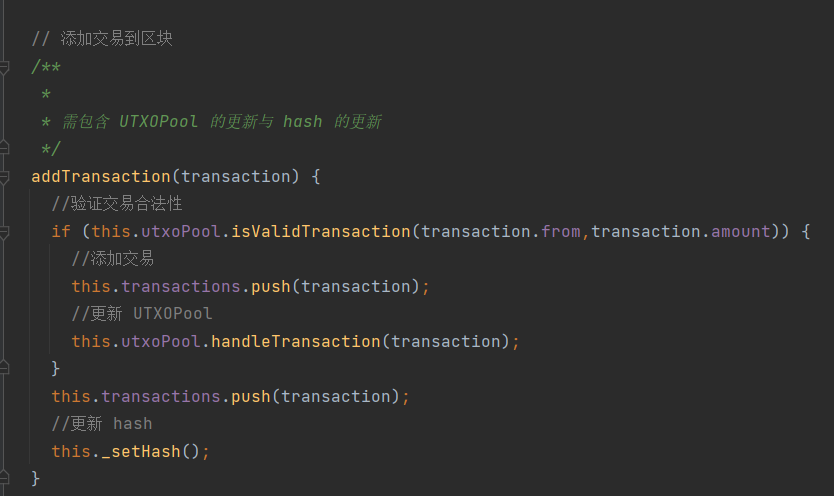 // 添加交易到区块
/**
 *
 * 需包含 UTXOPool 的更新与 hash 的更新
 */
addTransaction(transaction) {
  //验证交易合法性
  if (this.utxoPool.isValidTransaction(transaction.from,transaction.amount)) {
    //添加交易
    this.transactions.push(transaction);
    //更新 UTXOPool
    this.utxoPool.handleTransaction(transaction);
  }
  this.transactions.push(transaction);
  //更新 hash
  this._setHash();
}